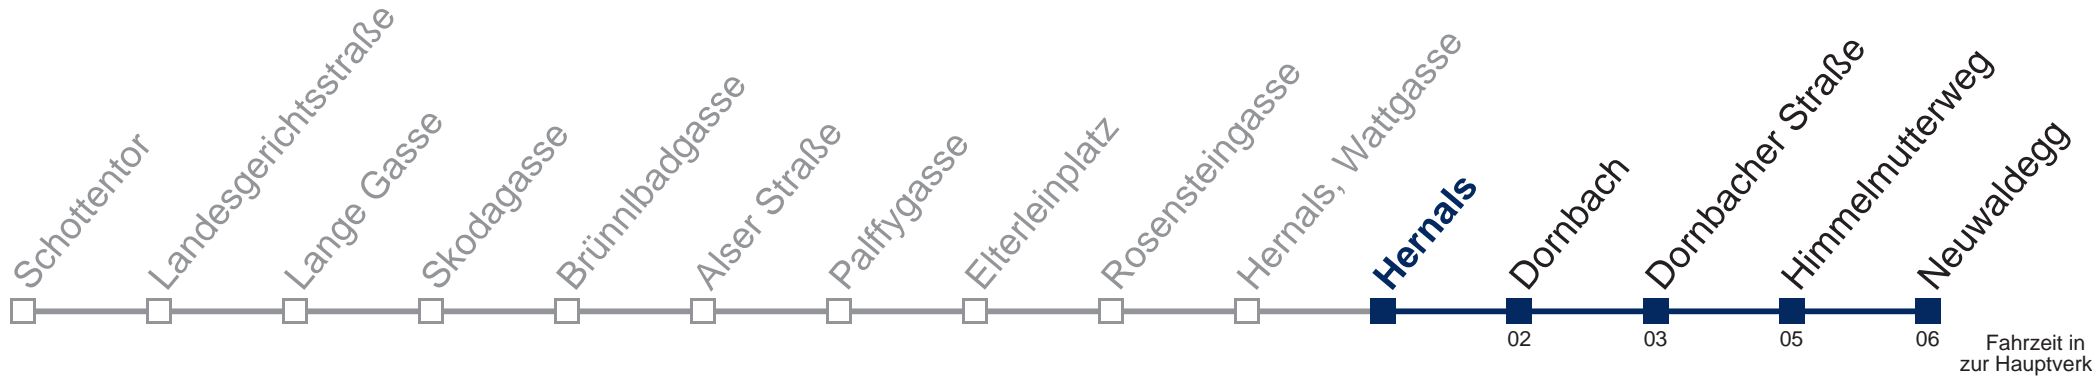 Schottentor
Landesgerichtsstraße
Lange Gasse
Skodagasse
Brünnlbadgasse
Alser Straße
Palffygasse
Elterleinplatz
Rosensteingasse
Hernals, Wattgasse
Hernals
Dornbach
Dornbacher Straße
Himmelmutterweg
Neuwaldegg
02
03
05
06
Fahrzeit in
zur Hauptverk